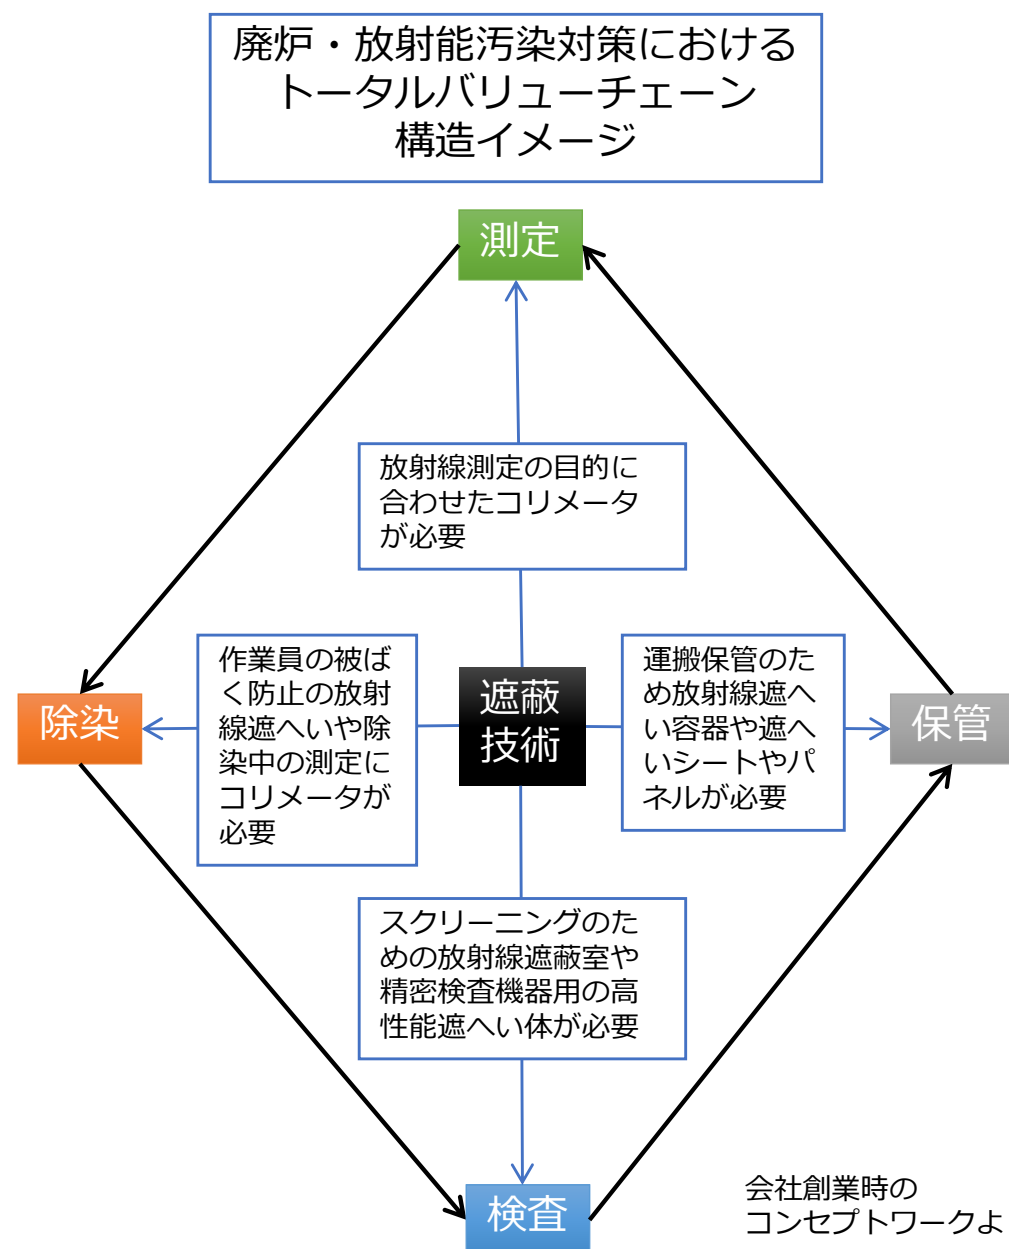 廃炉・放射能汚染対策における
トータルバリューチェーン
構造イメージ
測定
放射線測定の目的に
合わせたコリメータ
が必要
除染
作業員の被ば
く防止の放射
線遮へいや除
染中の測定に
コリメータが
必要
遮蔽
技術
運搬保管のた
め放射線遮へ
い容器や遮へ
いシートやパ
ネルが必要
保管
スクリーニングのた
めの放射線遮蔽室や
精密検査機器用の高
性能遮へい体が必要
検査
会社創業時の
コンセプトワークよ